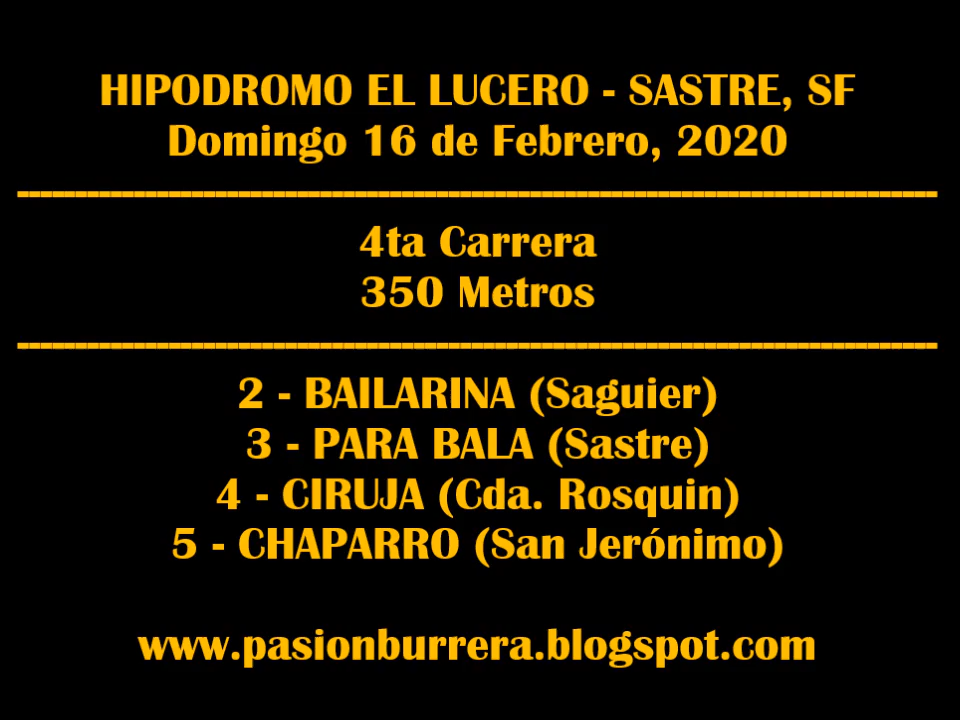 HIPODROMO EL LUCERO - SASTRE, SF
Domingo 16 de Febrero, 2020
--------------------------------------------------------------------------------
4ta Carrera
350 Metros
--------------------------------------------------------------------------------
2 - BAILARINA (Saguier)
3 - PARA BALA (Sastre)
4 - CIRUJA (Cda. Rosquin)
5 - CHAPARRO (San Jerónimo)
www.pasionburrera.blogspot.com